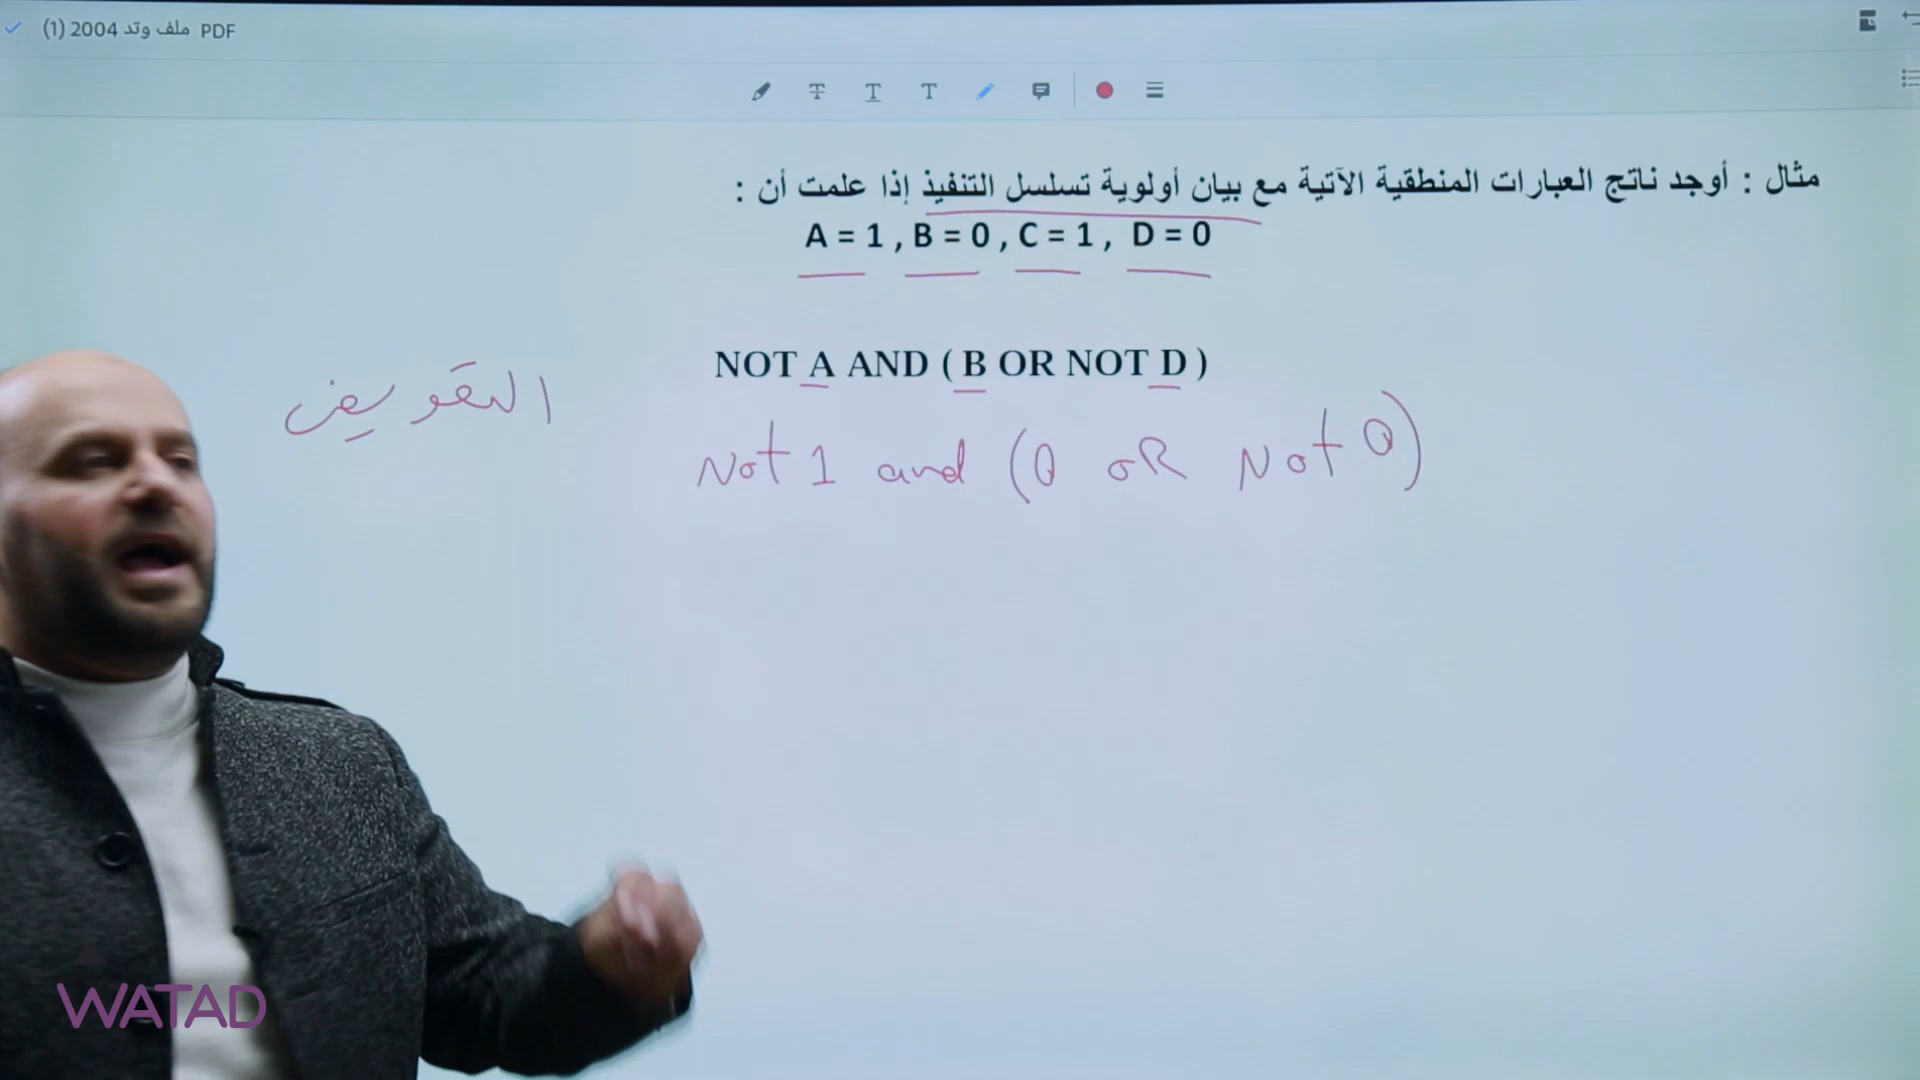 ملف وتد 2004 (1) PDF
مثال : أوجد ناتج العبارات المنطقية الآتية مع بيان أولوية تسلسل التنفيذ إذا علمت أن :
A = 1 , B = 0 , C = 1 , D = 0
NOT A AND ( B OR NOT D )
التعويض
Not 1 and (0 OR Not 0)
WATAD